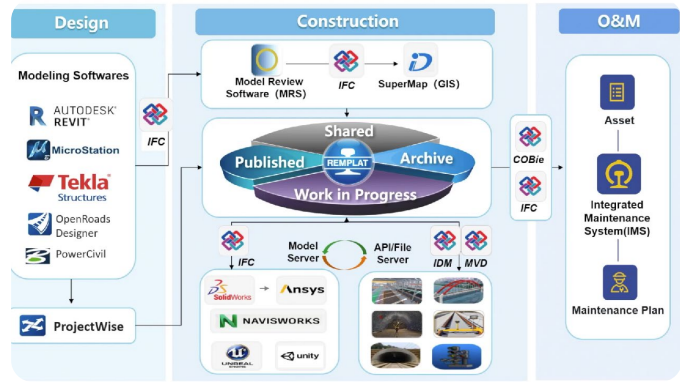 Design
Construction
O&M
Modeling Softwares
AUTODESK®
REVIT®
MicroStation
Tekla
Structures
OpenRoads
Designer
PowerCivil
ProjectWise
IFC
Model Review
Software (MRS)
IFC
SuperMap (GIS)
Shared
Published
REMPLAT
Archive
Work in Progress
IFC
Model
Server
API/File
Server
IDM
MVD
SolidWorks
Ansys
N NAVISWORKS
UNREAL
unity
COBie
IFC
Asset
Integrated
Maintenance
System(IMS)
Maintenance Plan